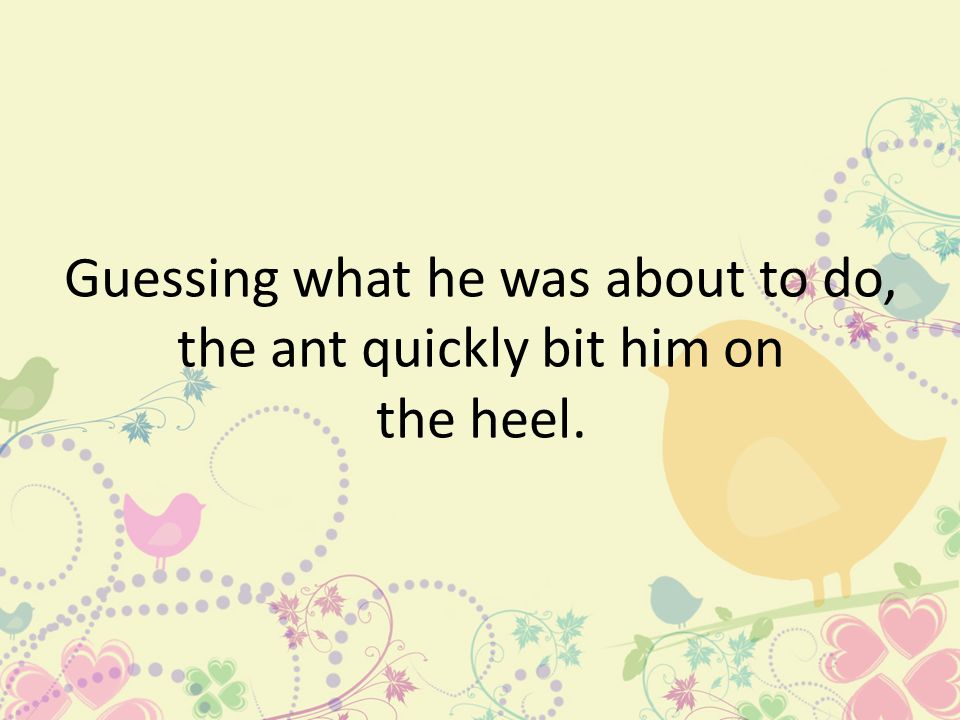 Guessing what he was about to do,
the ant quickly bit him on
the heel.